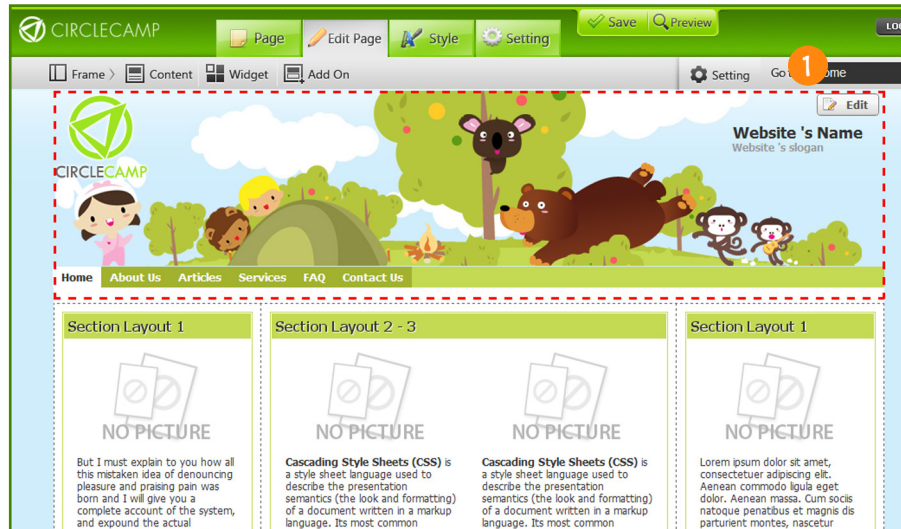 CIRCLECAMP
Page
Edit Page
Style
Setting
Save
Preview
Frame
Content
Widget
Add On
Setting
Go
1
ome
Edit
Website 's Name
Website 's slogan
CIRCLECAMP
Home About Us Articles Services FAQ Contact Us
Section Layout 1
NO PICTURE
But I must explain to you how all
this mistaken idea of denouncing
pleasure and praising pain was
born and I will give you a
complete account of the system,
and expound the actual
Section Layout 2 - 3
NO PICTURE
Cascading Style Sheets (CSS) is
a style sheet language used to
describe the presentation
semantics (the look and formatting)
of a document written in a markup
language. Its most common
NO PICTURE
Cascading Style Sheets (CSS) is
a style sheet language used to
describe the presentation
semantics (the look and formatting)
of a document written in a markup
language. Its most common
Section Layout 1
NO PICTURE
Lorem ipsum dolor sit amet,
consectetuer adipiscing elit.
Aenean commodo ligula eget
dolor. Aenean massa. Cum sociis
natoque penatibus et magnis dis
parturient montes, nascetur